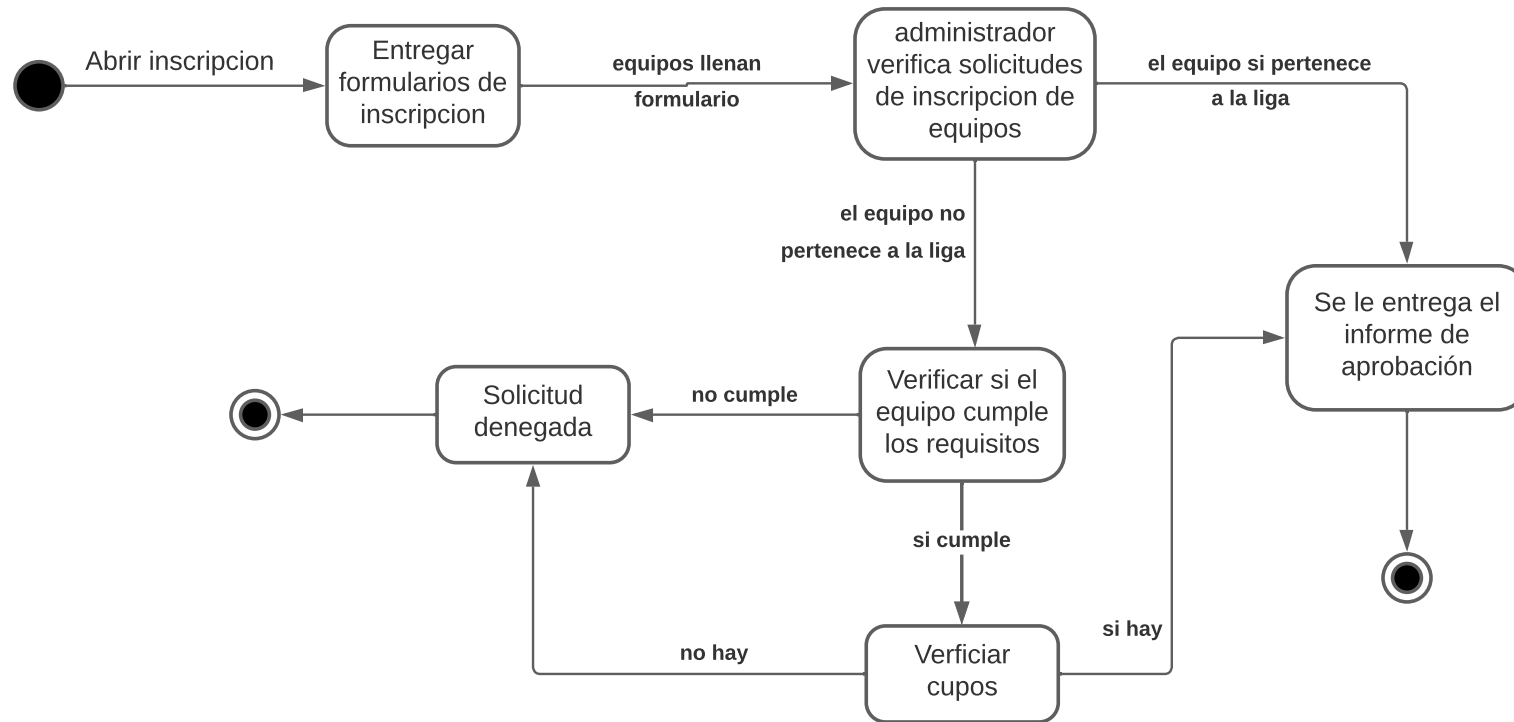 Abrir inscripcion
Entregar
formularios de
inscripcion
equipos llenan
formulario
administrador
verifica solicitudes
de inscripcion de
equipos
el equipo si pertenece
a la liga
el equipo no
pertenece a la liga
Se le entrega el
informe de
aprobación
Verificar si el
equipo cumple
los requisitos
no cumple
Solicitud
denegada
si cumple
si hay
no hay
Verficiar
cupos